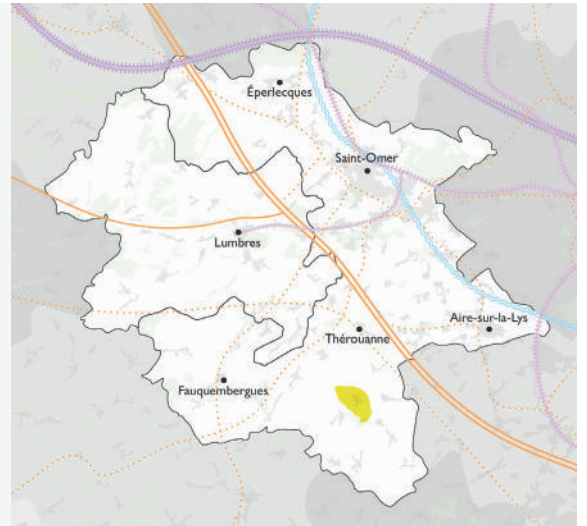 Éperlecques
Saint-Omer
Lumbres
Aire-sur-la-Lys
Thérouanne
Fauquembergues